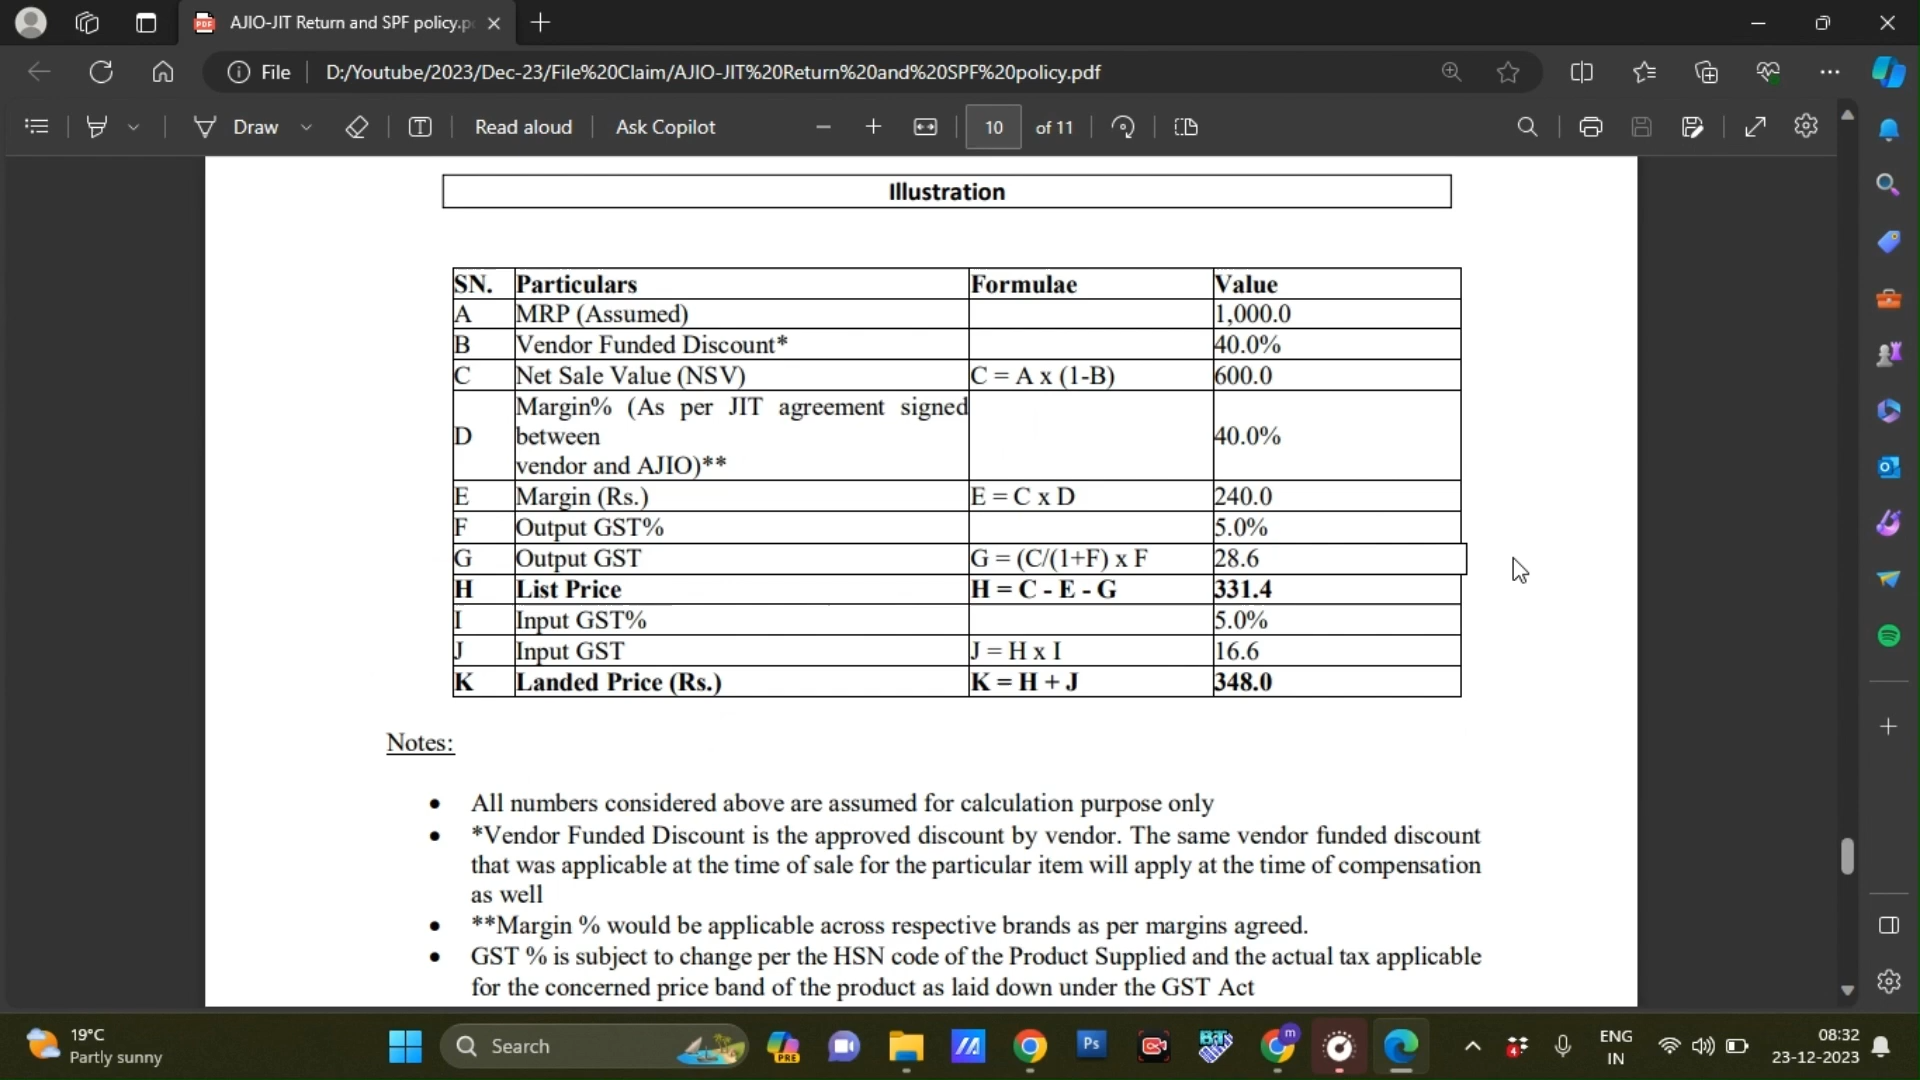 AJIO-JIT Return and SPF policy.p
File D:/Youtube/2023/Dec-23/File%20Claim/AJIO-JIT%20Return%20and%20SPF%20policy.pdf
Draw Read aloud Ask Copilot 10 of 11
Illustration
SN. Particulars Formulae Value
A MRP (Assumed) 1,000.0
B Vendor Funded Discount* 40.0%
C Net Sale Value (NSV) C = A x (1-B) 600.0
D Margin% (As per JIT agreement signed
between
vendor and AJIO)** 40.0%
E Margin (Rs.) E = C x D 240.0
F Output GST% 5.0%
G Output GST G = (C/(1+F) x F 28.6
H List Price H = C - E - G 331.4
I Input GST% 5.0%
J Input GST J = H x I 16.6
K Landed Price (Rs.) K = H + J 348.0
Notes:
• All numbers considered above are assumed for calculation purpose only
• *Vendor Funded Discount is the approved discount by vendor. The same vendor funded discount
that was applicable at the time of sale for the particular item will apply at the time of compensation
as well
• **Margin % would be applicable across respective brands as per margins agreed.
• GST % is subject to change per the HSN code of the Product Supplied and the actual tax applicable
for the concerned price band of the product as laid down under the GST Act
19°C
Partly sunny
Search
PRE
Ps
m
4
ENG
IN
08:32
23-12-2023